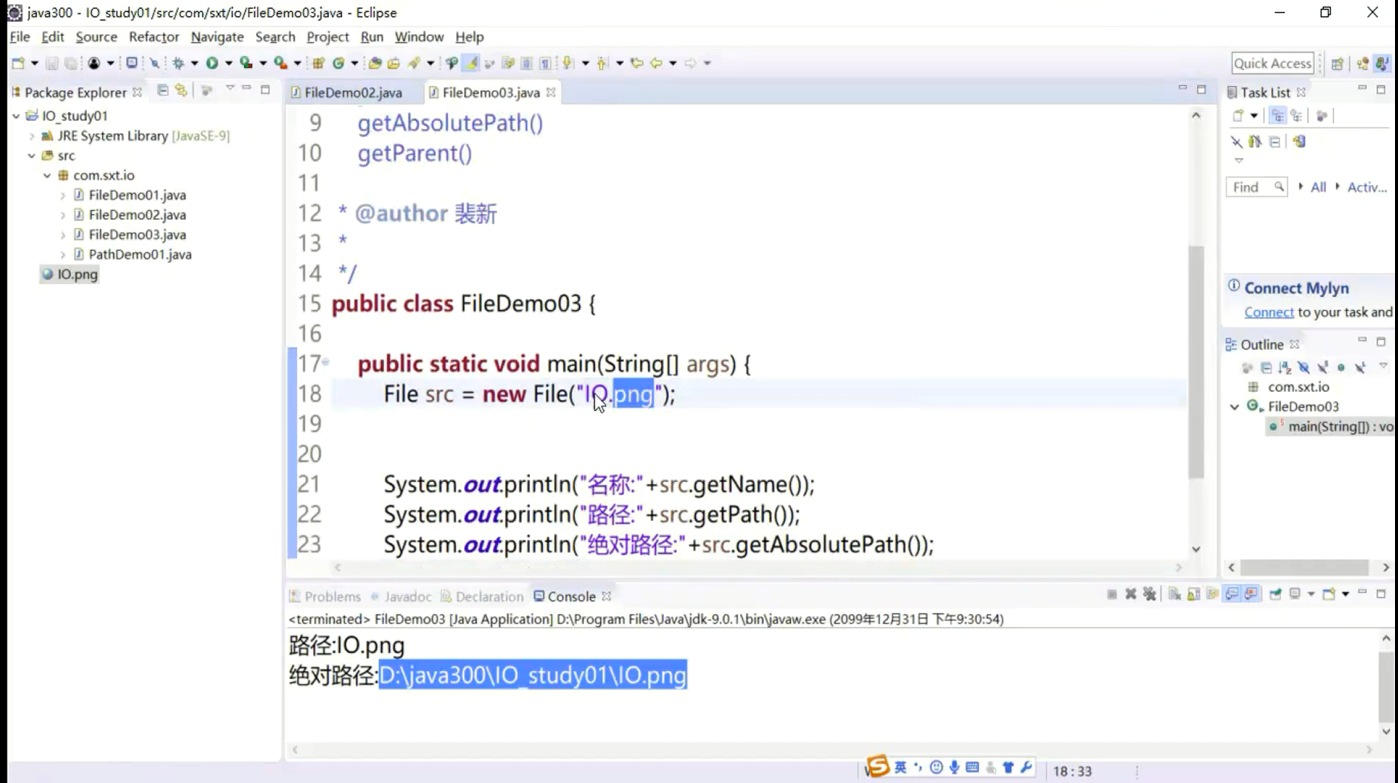 java300 - IO_study01/src/com/sxt/io/FileDemo03.java - Eclipse
File Edit Source Refactor Navigate Search Project Run Window Help
Quick Access
Package Explorer
IO_study01
JRE System Library [JavaSE-9]
src
com.sxt.io
FileDemo01.java
FileDemo02.java
FileDemo03.java
PathDemo01.java
IO.png
FileDemo02.java FileDemo03.java
9 getAbsolutePath()
10 getParent()
11
12 * @author 裴新
13 *
14 */
15 public class FileDemo03 {
16
17 public static void main(String[] args) {
18 File src = new File("IO.png");
19
20
21 System.out.println("名称:"+src.getName());
22 System.out.println("路径:"+src.getPath());
23 System.out.println("绝对路径:"+src.getAbsolutePath());
Task List
Find All Activ...
Connect Mylyn
Connect to your task and
Outline
com.sxt.io
FileDemo03
main(String[]) : vo
Problems Javadoc Declaration Console
<terminated> FileDemo03 [Java Application] D:\Program Files\Java\jdk-9.0.1\bin\javaw.exe (2099年12月31日 下午9:30:54)
路径:IO.png
绝对路径:D:\java300\IO_study01\IO.png
英
18 : 33